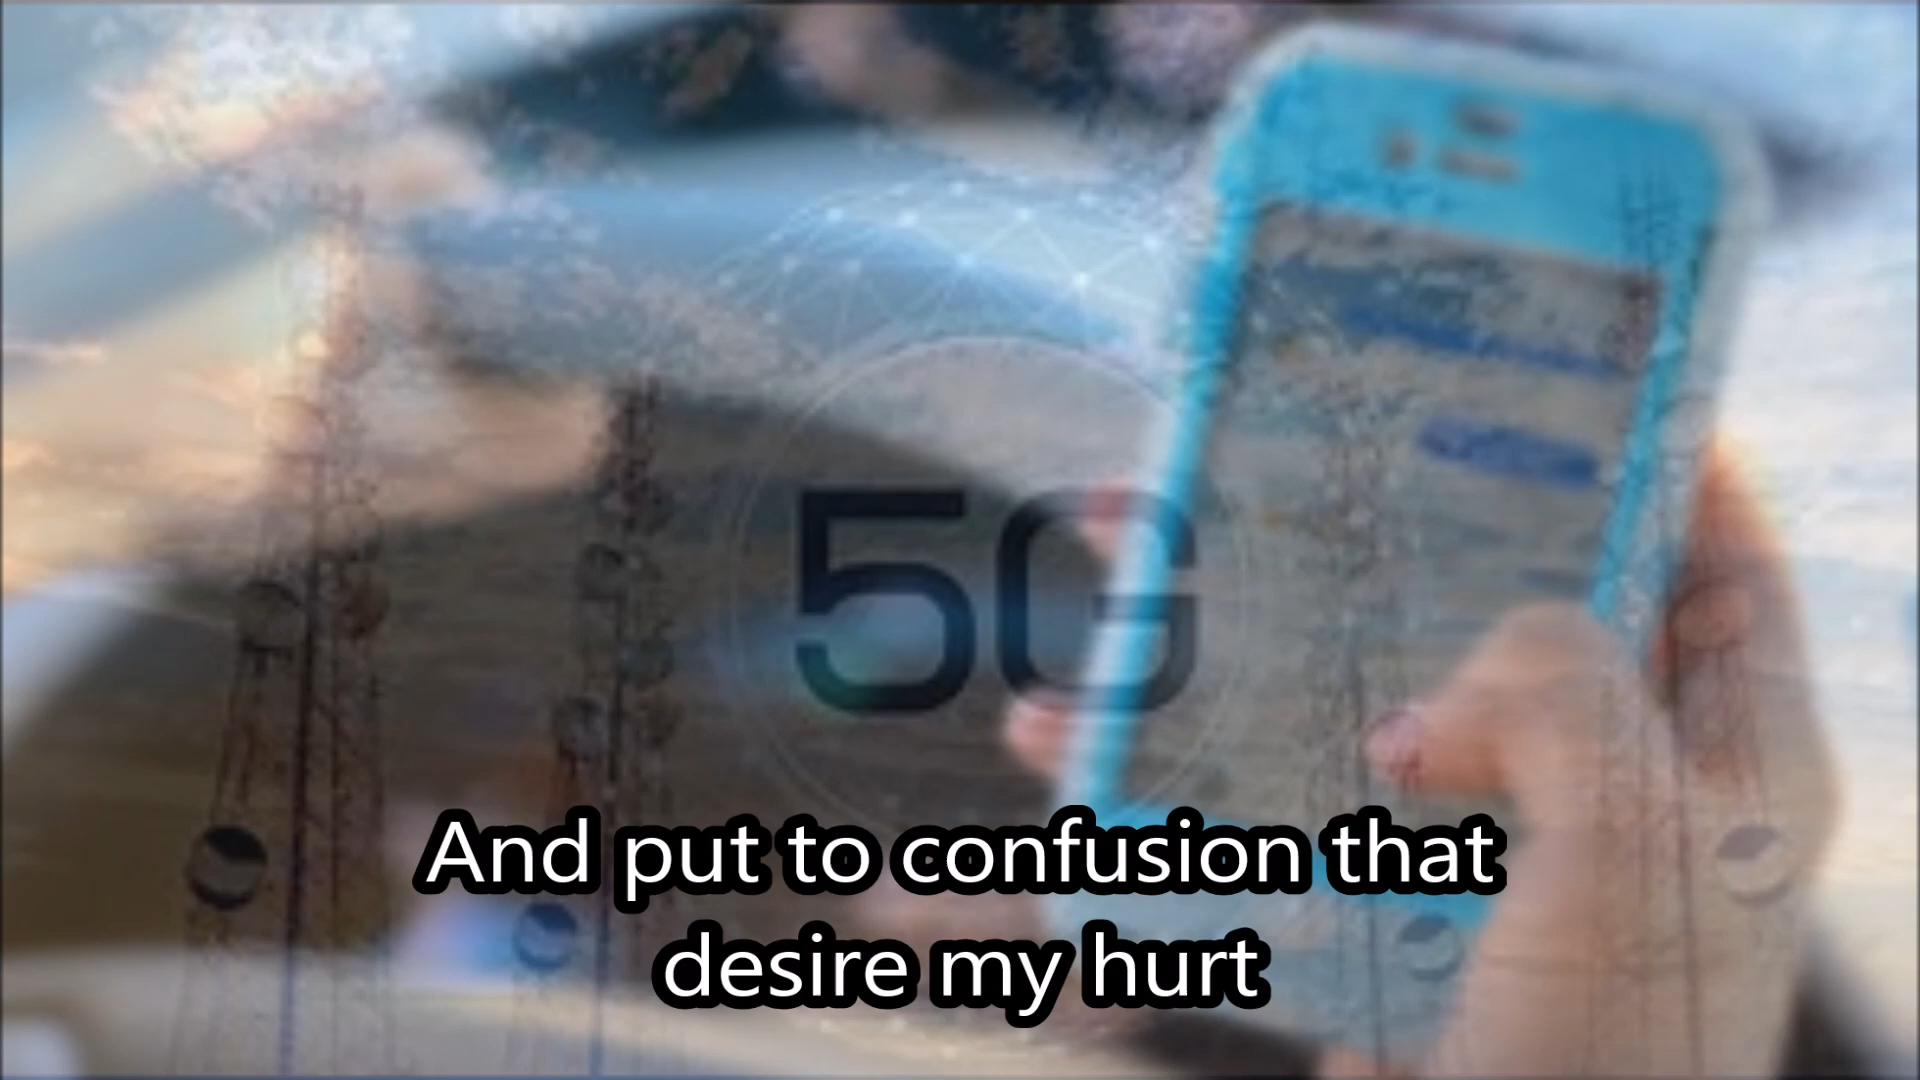 5G
And put to confusion that
desire my hurt